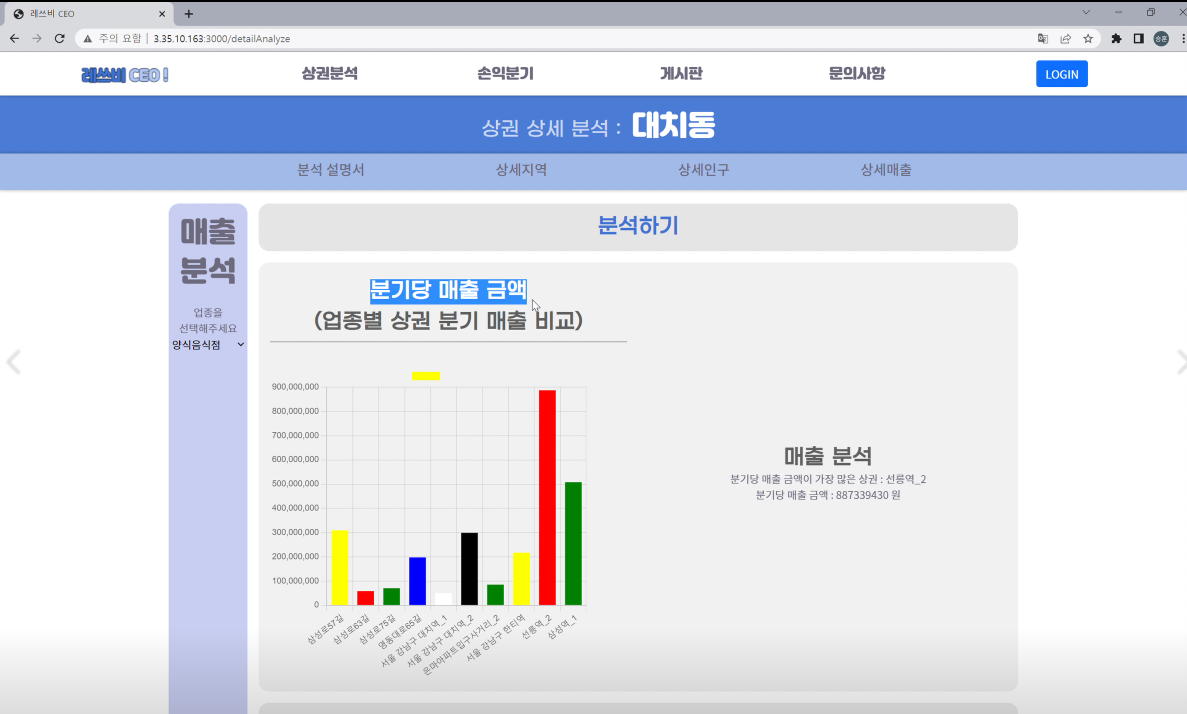 레쓰비 CEO
주의 요함 | 3.35.10.163:3000/detailAnalyze
승훈
레쓰비 CEO !
상권분석
손익분기
게시판
문의사항
LOGIN
상권 상세 분석 : 대치동
분석 설명서
상세지역
상세인구
상세매출
매출
분석
업종을
선택해주세요
양식음식점
분석하기
분기당 매출 금액
(업종별 상권 분기 매출 비교)
900,000,000
800,000,000
700,000,000
600,000,000
500,000,000
400,000,000
300,000,000
200,000,000
100,000,000
0
삼성로57길
삼성로63길
삼성로75길
영동대로65길
서울 강남구 대치역_1
서울 강남구 대치역_2
은마아파트입구사거리_2
서울 강남구 한티역
선릉역_2
삼성역_1
매출 분석
분기당 매출 금액이 가장 많은 상권 : 선릉역_2
분기당 매출 금액 : 887339430 원